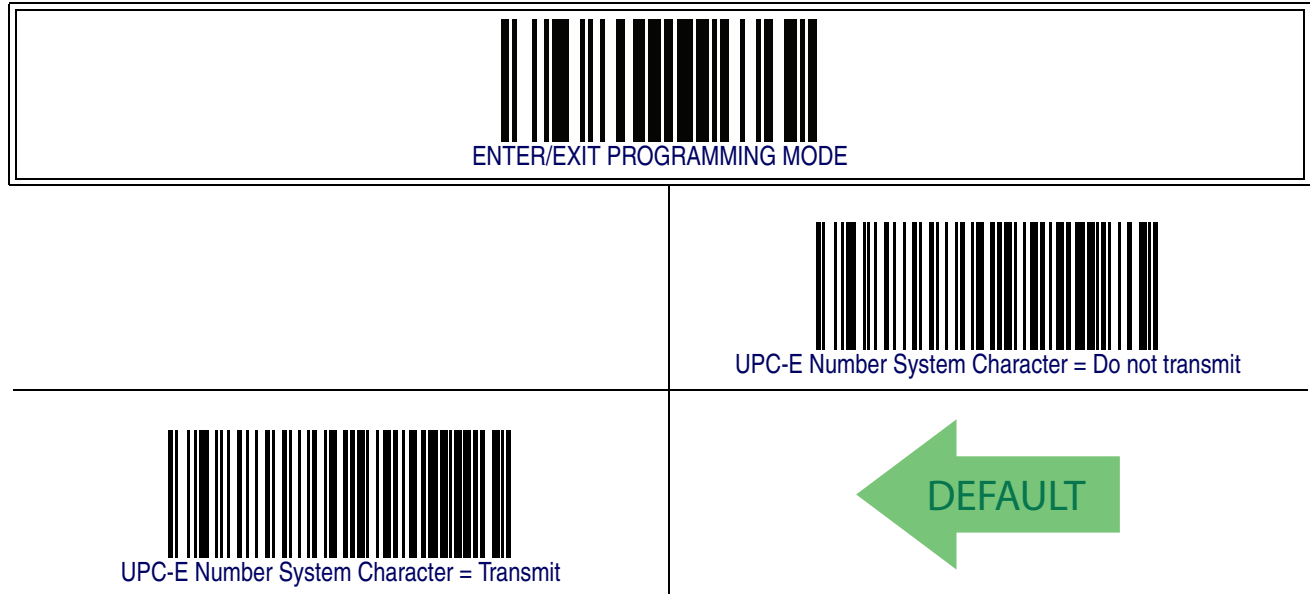 ENTER/EXIT PROGRAMMING MODE
UPC-E Number System Character = Do not transmit
UPC-E Number System Character = Transmit
DEFAULT